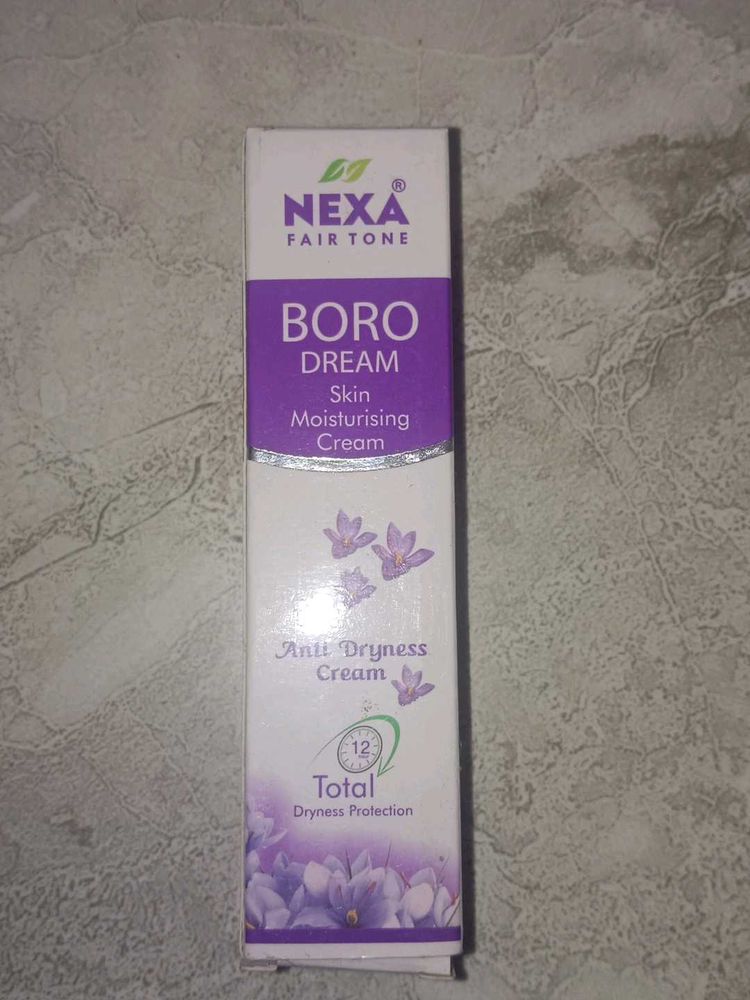 NEXA®
FAIR TONE
BORO
DREAM
Skin
Moisturising
Cream
Anti Dryness
Cream
12
Total
Dryness Protection